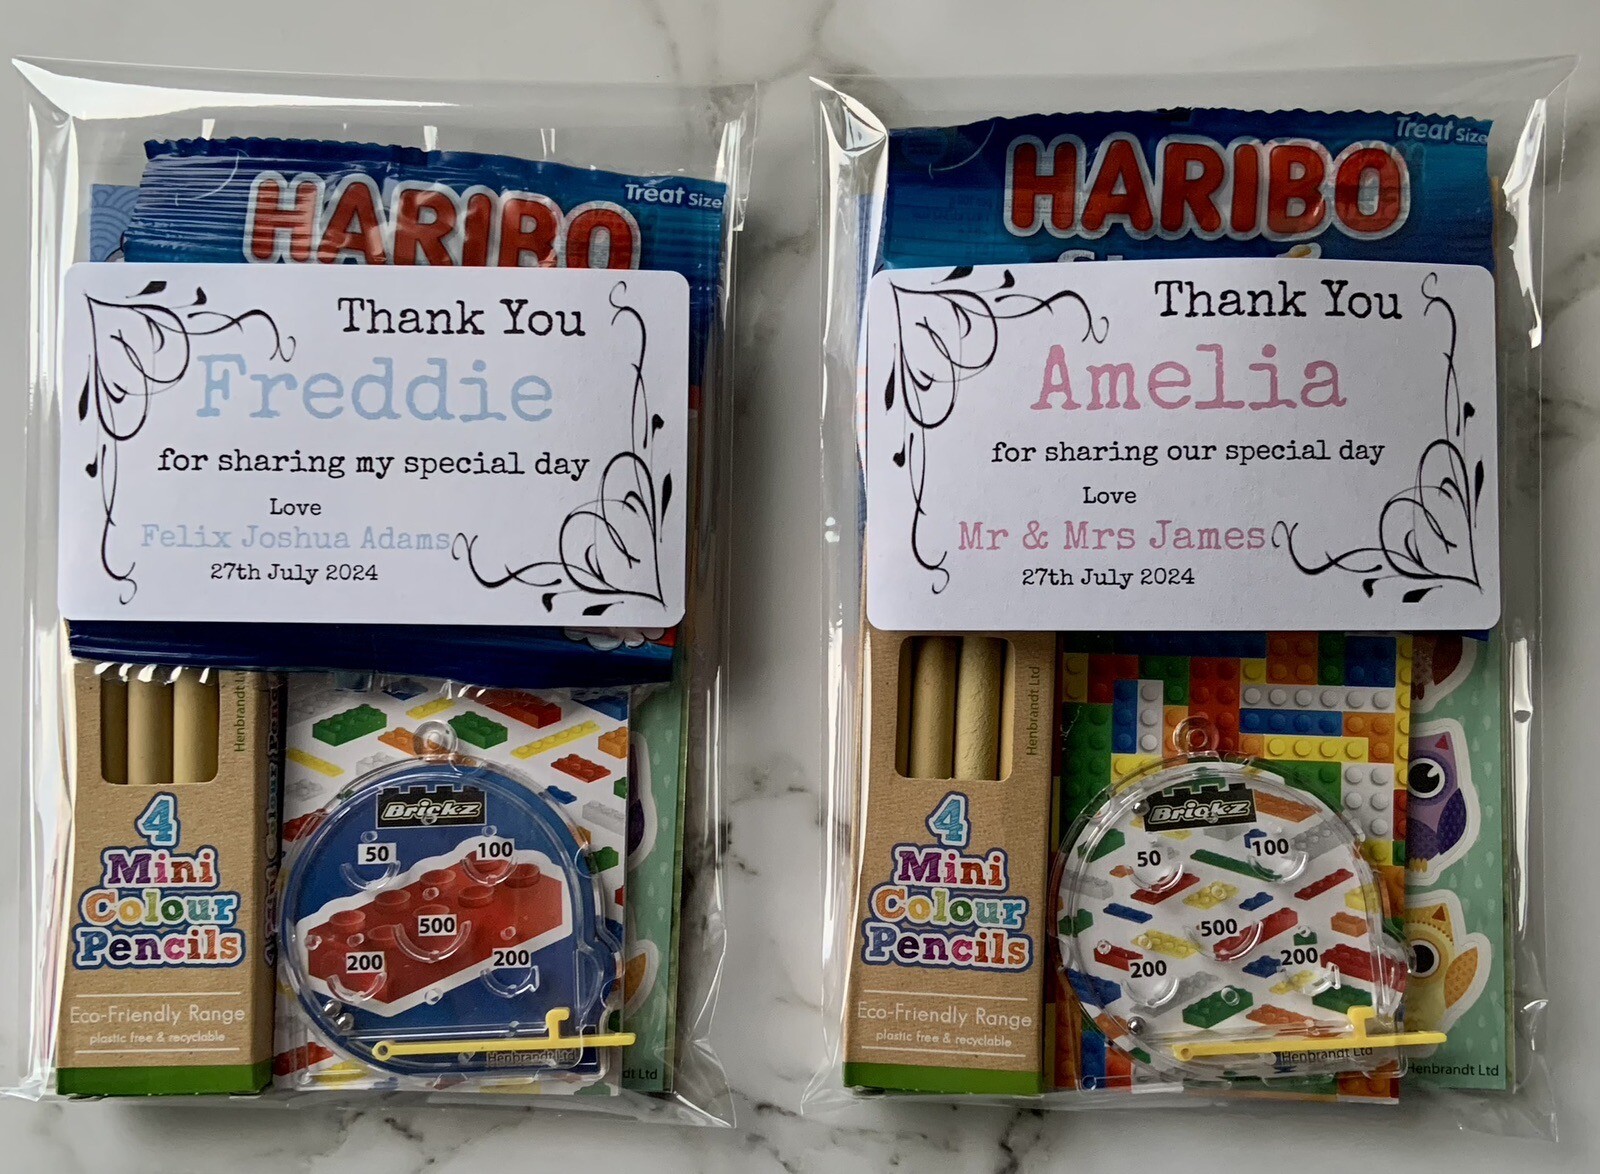 HARIBO
Treat Size
Thank You
Freddie
for sharing my special day
Love
Felix Joshua Adams
27th July 2024
Henbrandt Ltd
4
Mini
Colour
Pencils
Eco-Friendly Range
plastic free & recyclable
Brickz
50
100
500
200
200
Henbrandt Ltd
dt Ltd
HARIBO
Treat Size
Thank You
Amelia
for sharing our special day
Love
Mr & Mrs James
27th July 2024
Henbrandt Ltd
4
Mini
Colour
Pencils
Eco-Friendly Range
plastic free & recyclable
Brickz
50
100
500
200
200
Henbrandt Ltd
Henbrandt Ltd